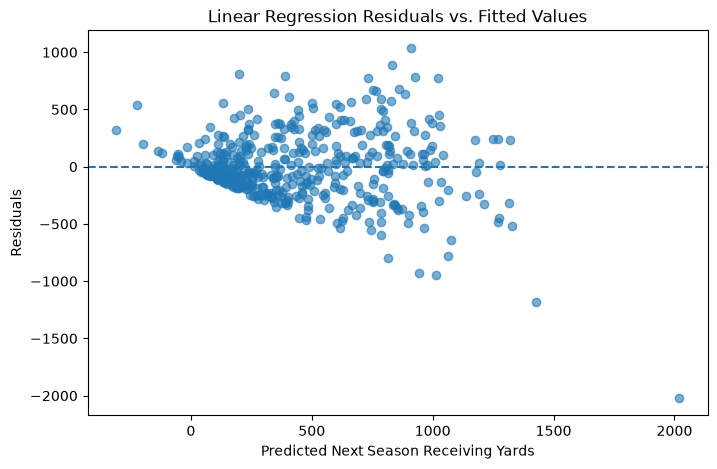 Linear Regression Residuals vs. Fitted Values
1000
500
0
−500
−1000
−1500
−2000
Residuals
0 500 1000 1500 2000
Predicted Next Season Receiving Yards